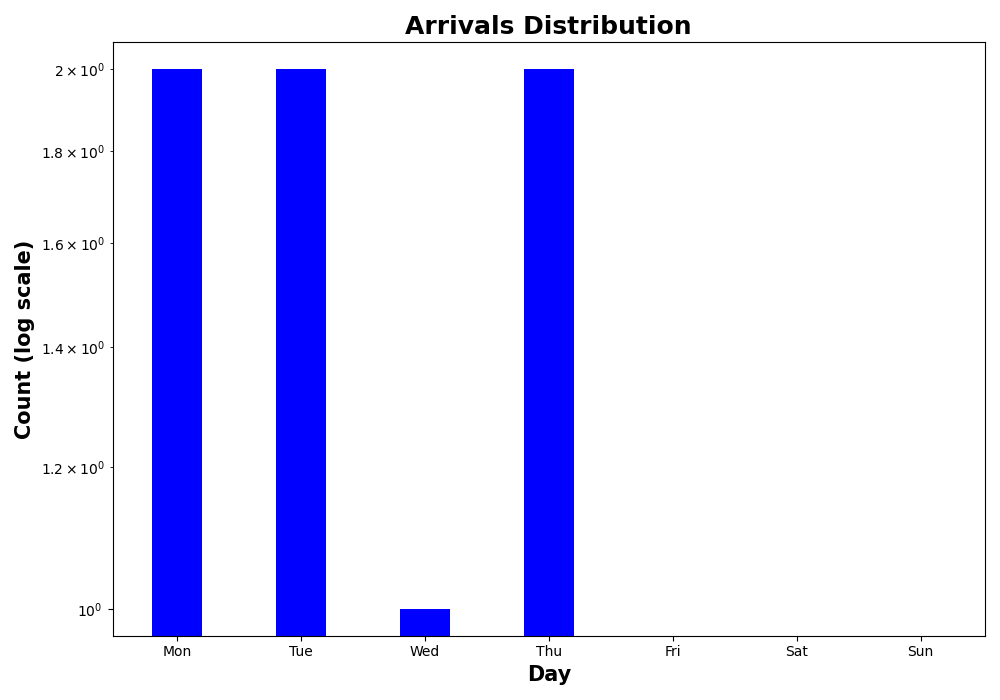 Arrivals Distribution
2 × 10⁰
1.8 × 10⁰
1.6 × 10⁰
1.4 × 10⁰
1.2 × 10⁰
10⁰
Count (log scale)
Mon Tue Wed Thu Fri Sat Sun
Day